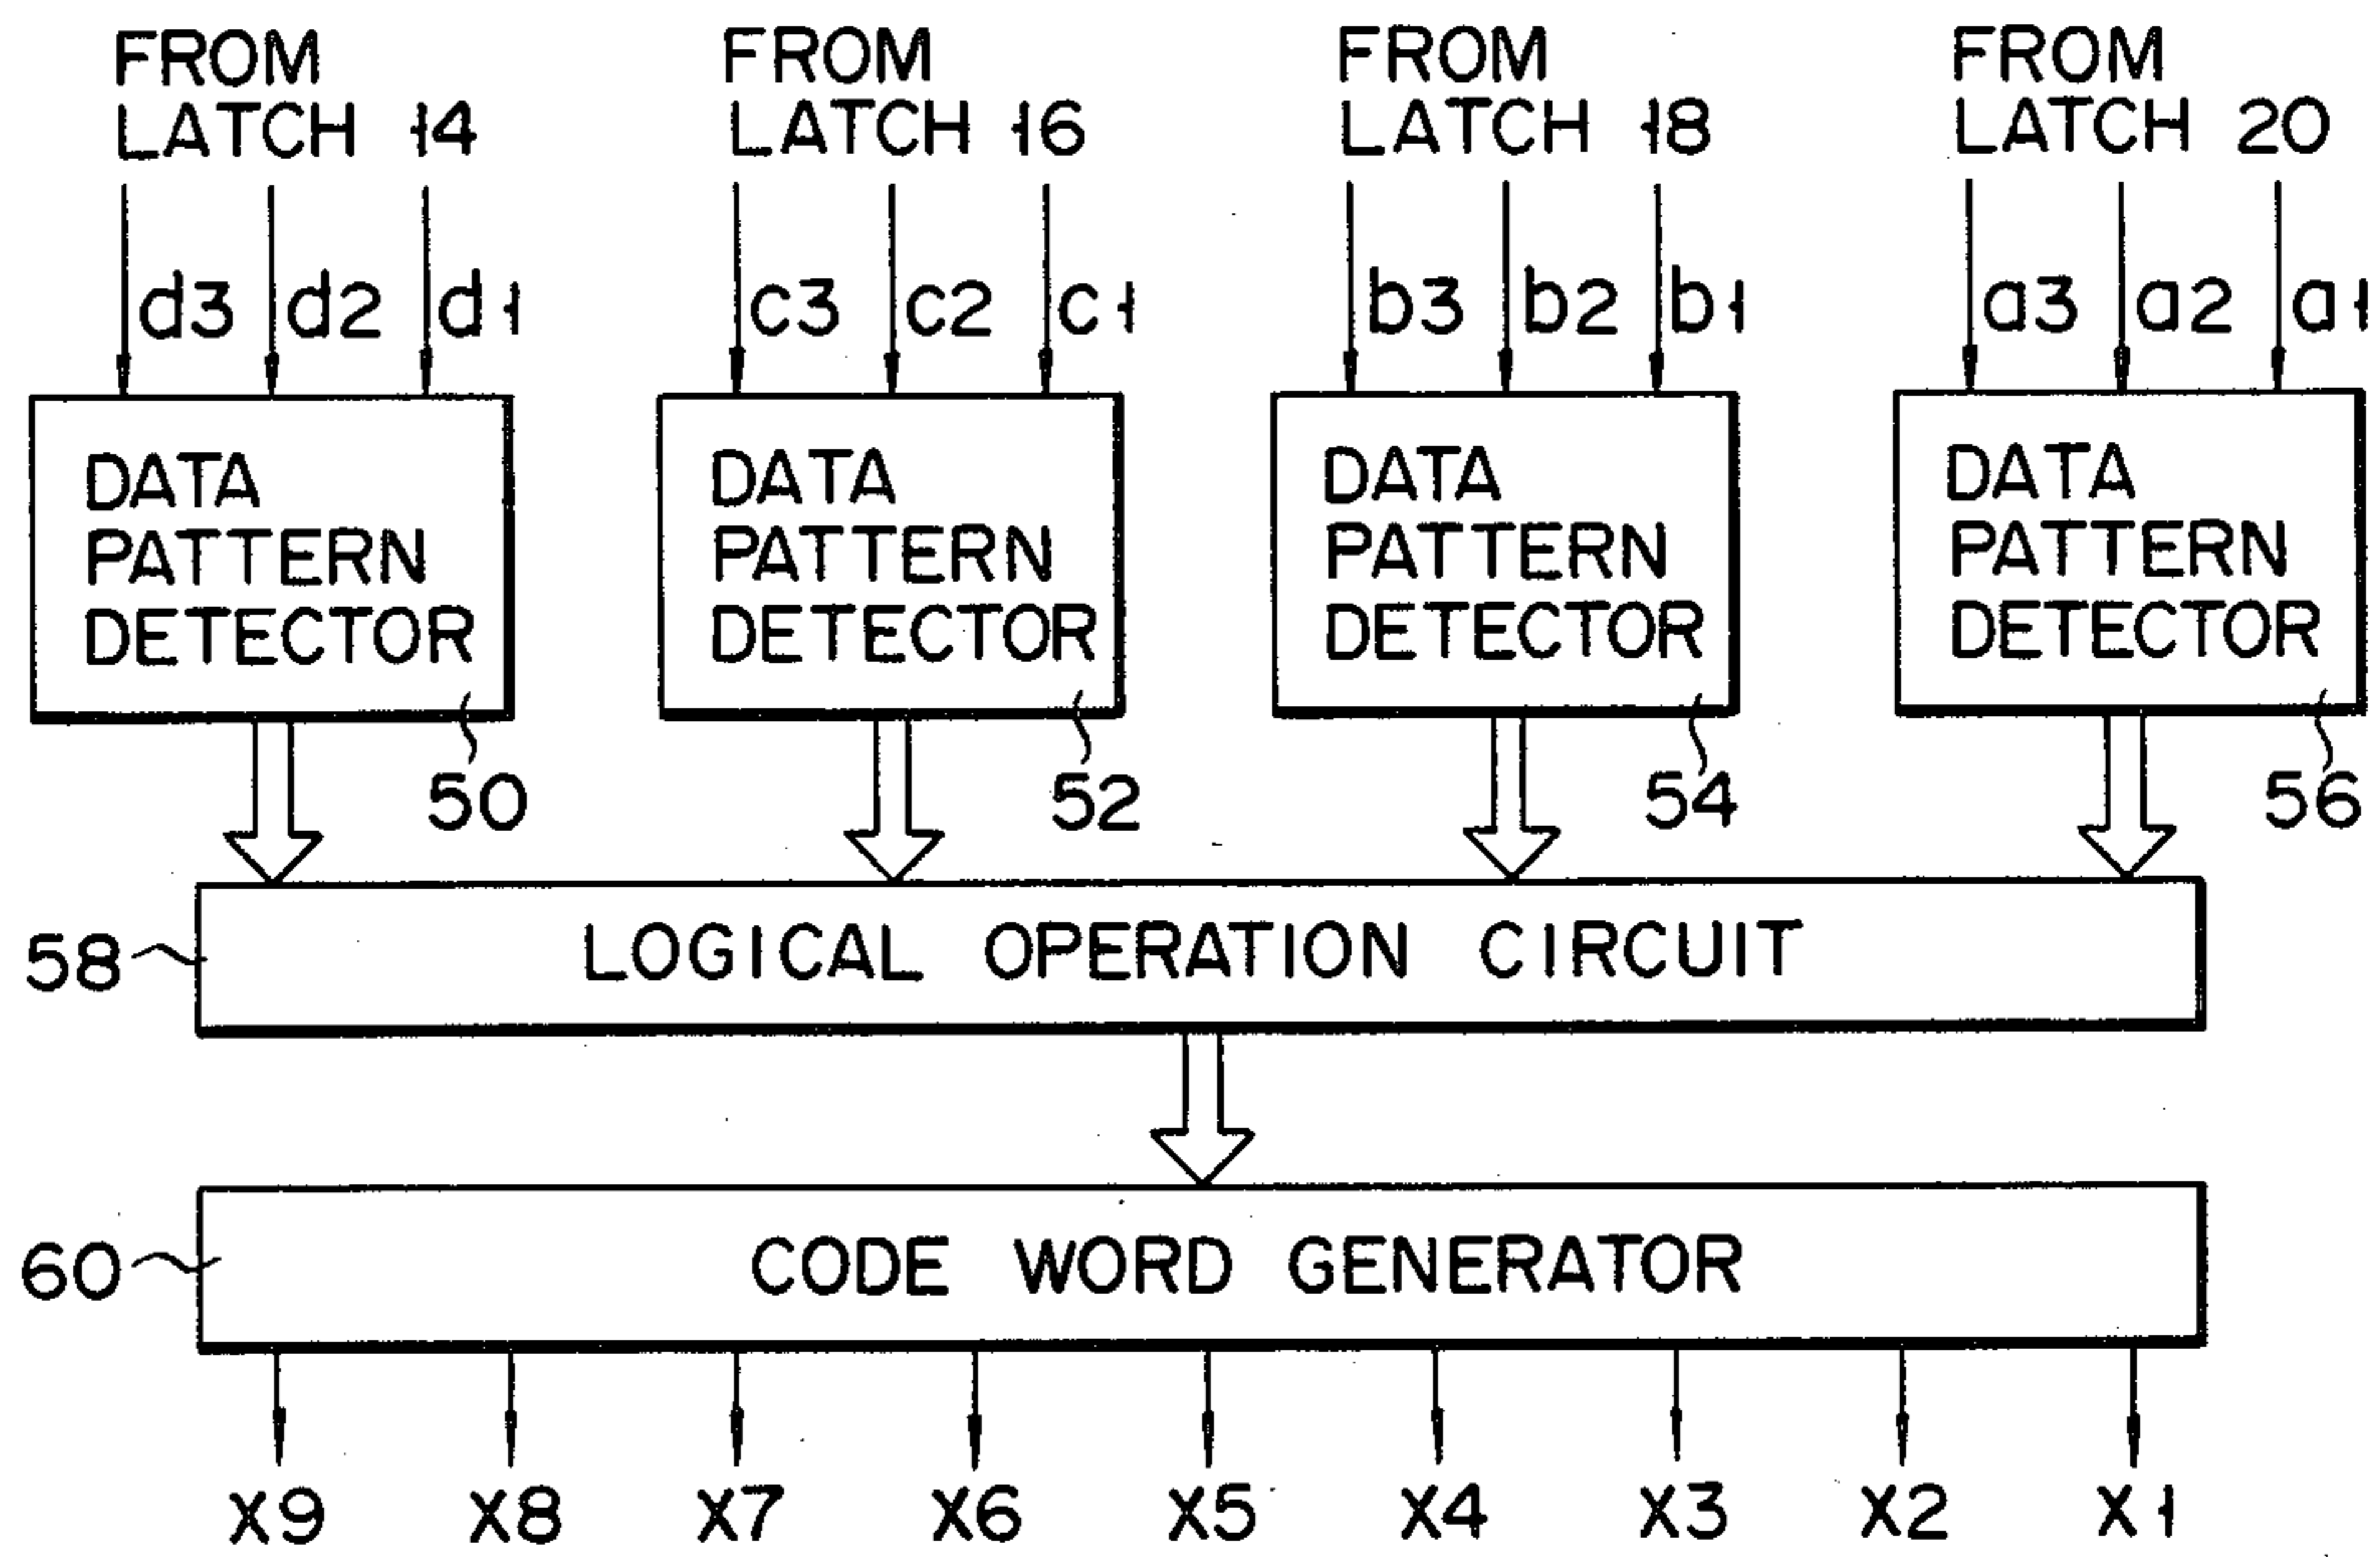 FROM
LATCH 14
FROM
LATCH 16
FROM
LATCH 18
FROM
LATCH 20
d3 d2 d1
c3 c2 c1
b3 b2 b1
a3 a2 a1
DATA
PATTERN
DETECTOR
50
DATA
PATTERN
DETECTOR
52
DATA
PATTERN
DETECTOR
54
DATA
PATTERN
DETECTOR
56
58
LOGICAL OPERATION CIRCUIT
60
CODE WORD GENERATOR
X9 X8 X7 X6 X5 X4 X3 X2 X1